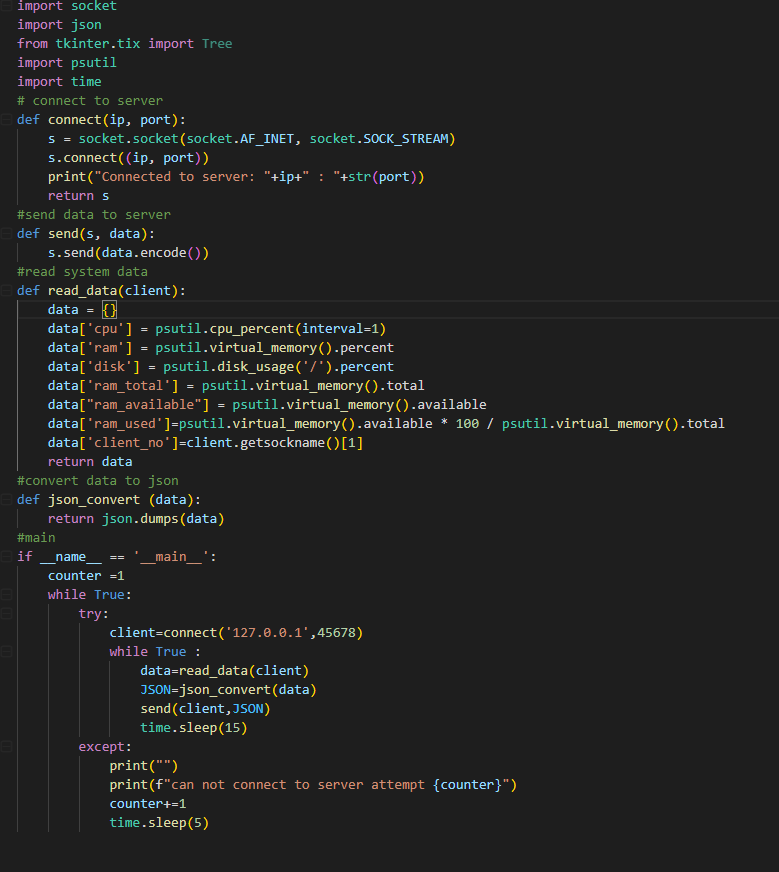 import socket
import json
from tkinter.tix import Tree
import psutil
import time
# connect to server
def connect(ip, port):
    s = socket.socket(socket.AF_INET, socket.SOCK_STREAM)
    s.connect((ip, port))
    print("Connected to server: "+ip+" : "+str(port))
    return s
#send data to server
def send(s, data):
    s.send(data.encode())
#read system data
def read_data(client):
    data = {}
    data['cpu'] = psutil.cpu_percent(interval=1)
    data['ram'] = psutil.virtual_memory().percent
    data['disk'] = psutil.disk_usage('/').percent
    data['ram_total'] = psutil.virtual_memory().total
    data["ram_available"] = psutil.virtual_memory().available
    data['ram_used']=psutil.virtual_memory().available * 100 / psutil.virtual_memory().total
    data['client_no']=client.getsockname()[1]
    return data
#convert data to json
def json_convert (data):
    return json.dumps(data)
#main
if __name__ == '__main__':
    counter =1
    while True:
        try:
            client=connect('127.0.0.1',45678)
            while True :
                data=read_data(client)
                JSON=json_convert(data)
                send(client,JSON)
                time.sleep(15)
        except:
            print("")
            print(f"can not connect to server attempt {counter}")
            counter+=1
            time.sleep(5)